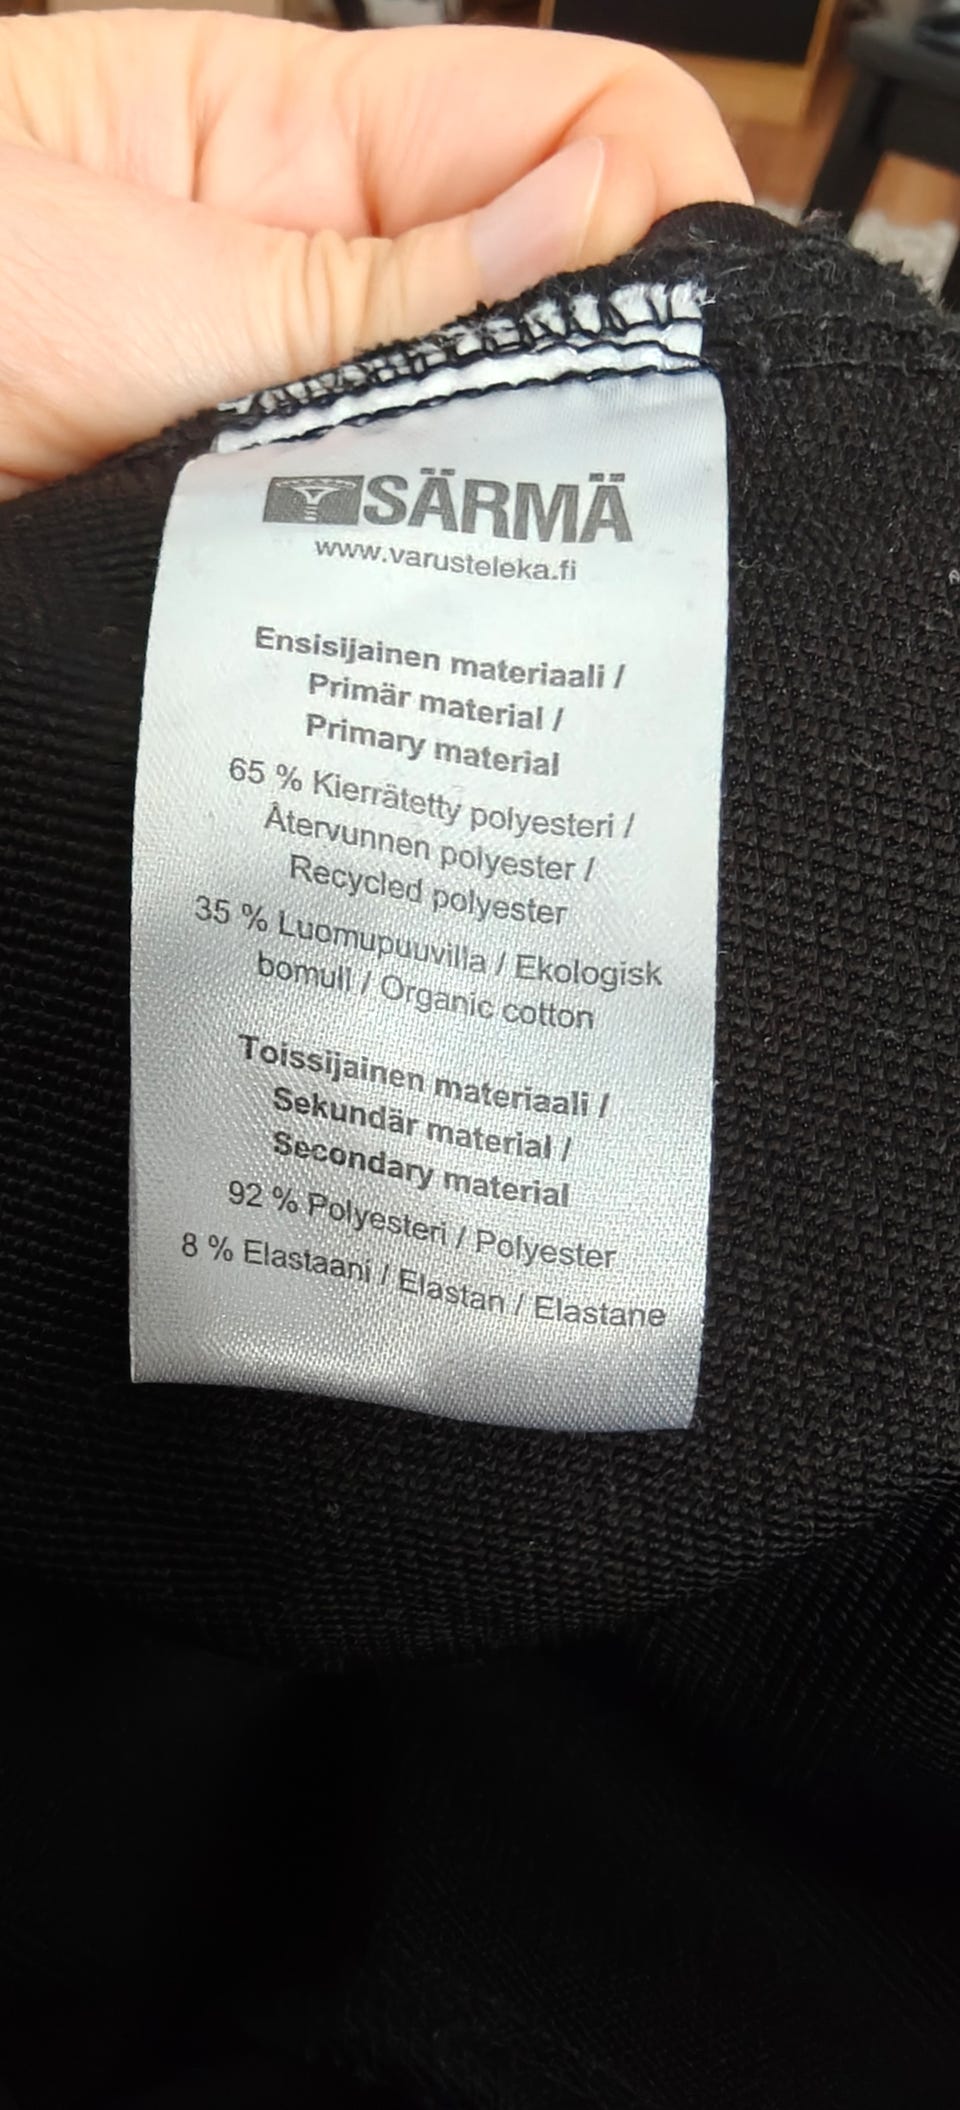 SÄRMÄ
www.varusteleka.fi
Ensisijainen materiaali /
Primär material /
Primary material
65 % Kierrätetty polyesteri /
Återvunnen polyester /
Recycled polyester
35 % Luomupuuvilla / Ekologisk
bomull / Organic cotton
Toissijainen materiaali /
Sekundär material /
Secondary material
92 % Polyesteri / Polyester
8 % Elastaani / Elastan / Elastane